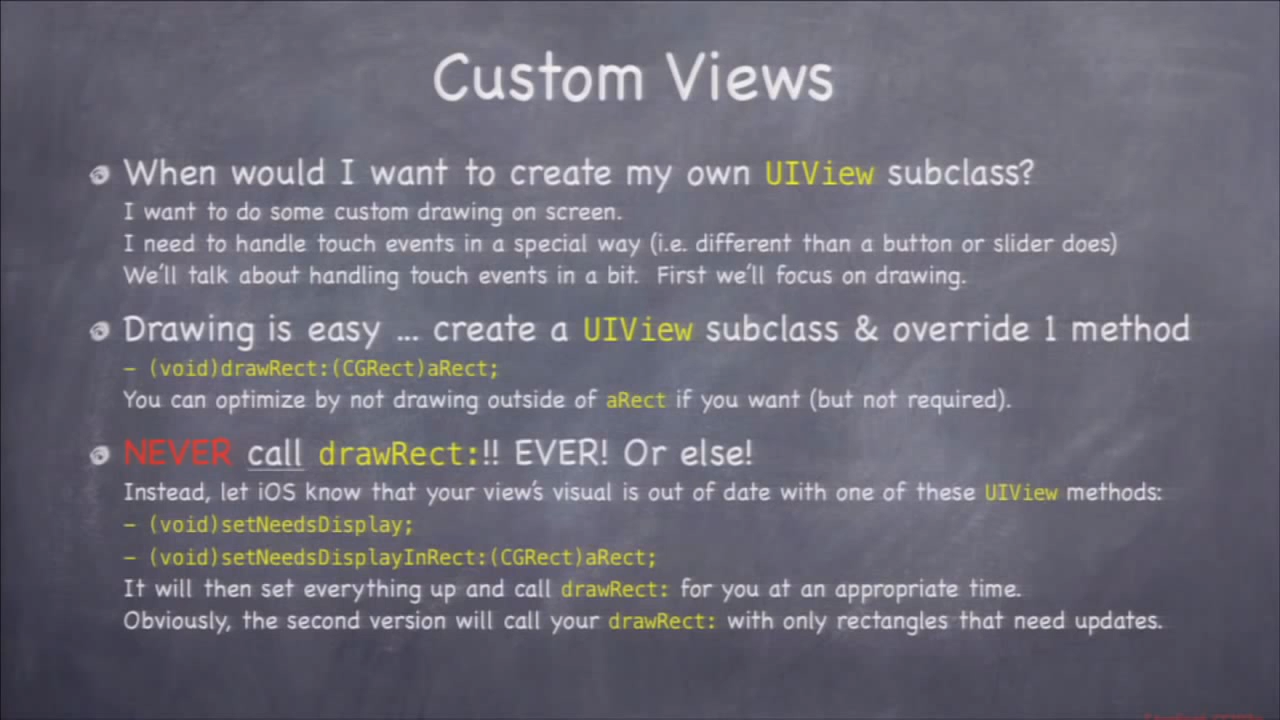 Custom Views
When would I want to create my own UIView subclass?
I want to do some custom drawing on screen.
I need to handle touch events in a special way (i.e. different than a button or slider does)
We'll talk about handling touch events in a bit. First we'll focus on drawing.
Drawing is easy ... create a UIView subclass & override 1 method
- (void)drawRect:(CGRect)aRect;
You can optimize by not drawing outside of aRect if you want (but not required).
NEVER call drawRect:!! EVER! Or else!
Instead, let iOS know that your view's visual is out of date with one of these UIView methods:
- (void)setNeedsDisplay;
- (void)setNeedsDisplayInRect:(CGRect)aRect;
It will then set everything up and call drawRect: for you at an appropriate time.
Obviously, the second version will call your drawRect: with only rectangles that need updates.